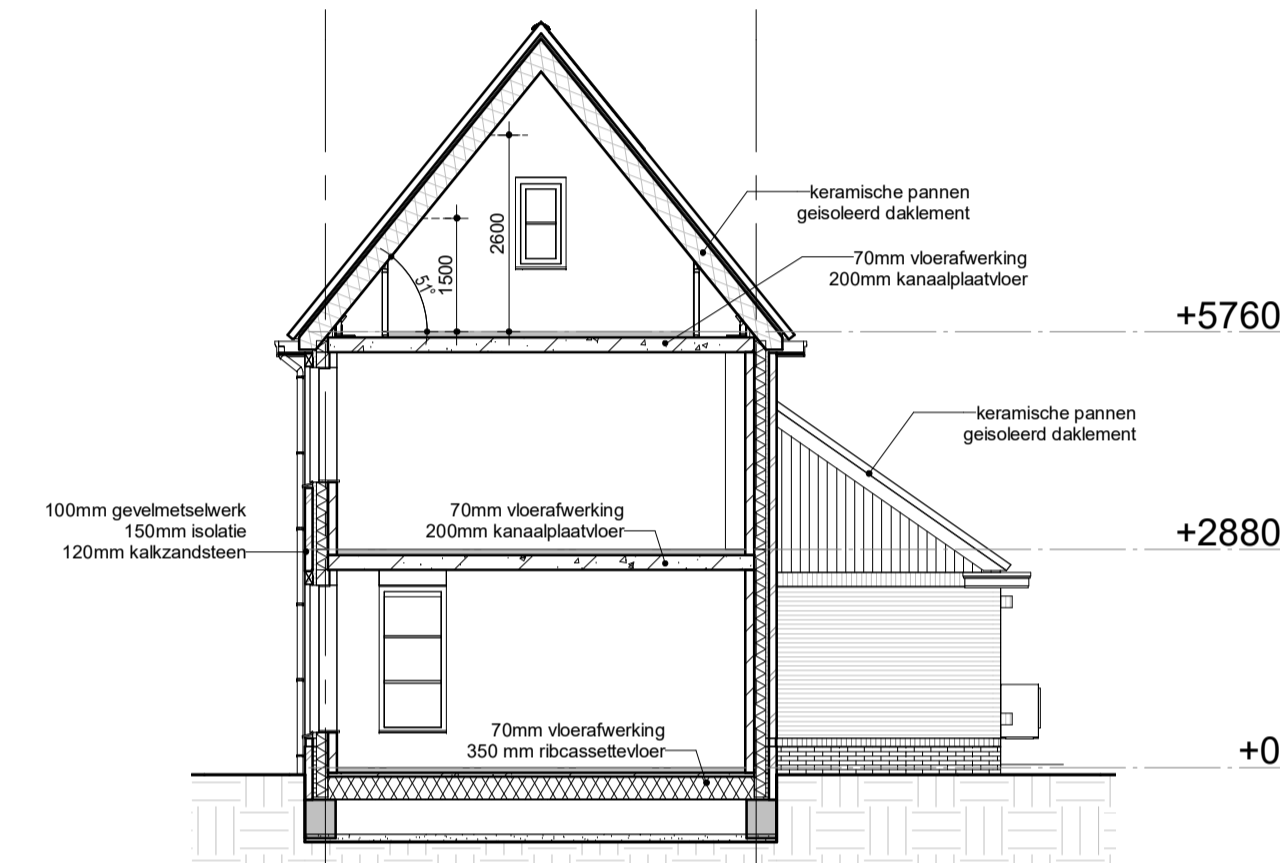 keramische pannen
geisoleerd daklement
2600
70mm vloerafwerking
200mm kanaalplaatvloer
1500
51°
+5760
keramische pannen
geisoleerd daklement
100mm gevelmetselwerk
150mm isolatie
120mm kalkzandsteen
70mm vloerafwerking
200mm kanaalplaatvloer
+2880
70mm vloerafwerking
350 mm ribcassettevloer
+0